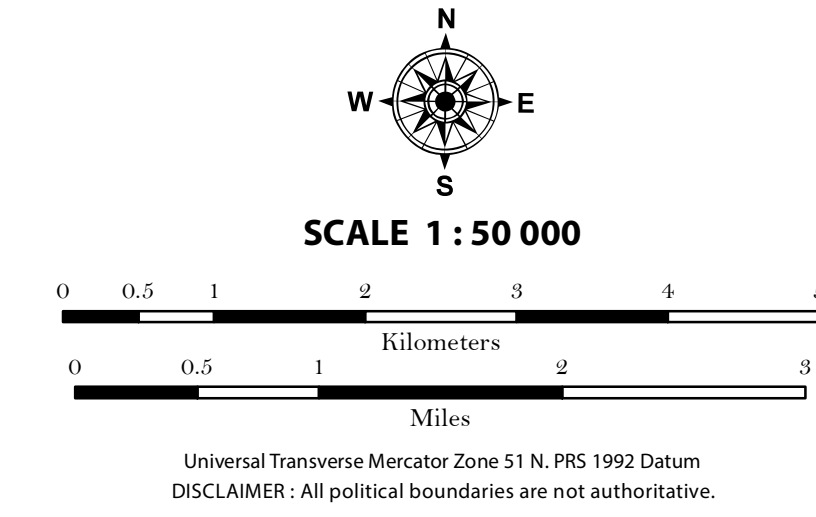 N
W E
S
SCALE 1 : 50 000
0 0.5 1 2 3 4
Kilometers
0 0.5 1 2 3
Miles
Universal Transverse Mercator Zone 51 N. PRS 1992 Datum
DISCLAIMER : All political boundaries are not authoritative.